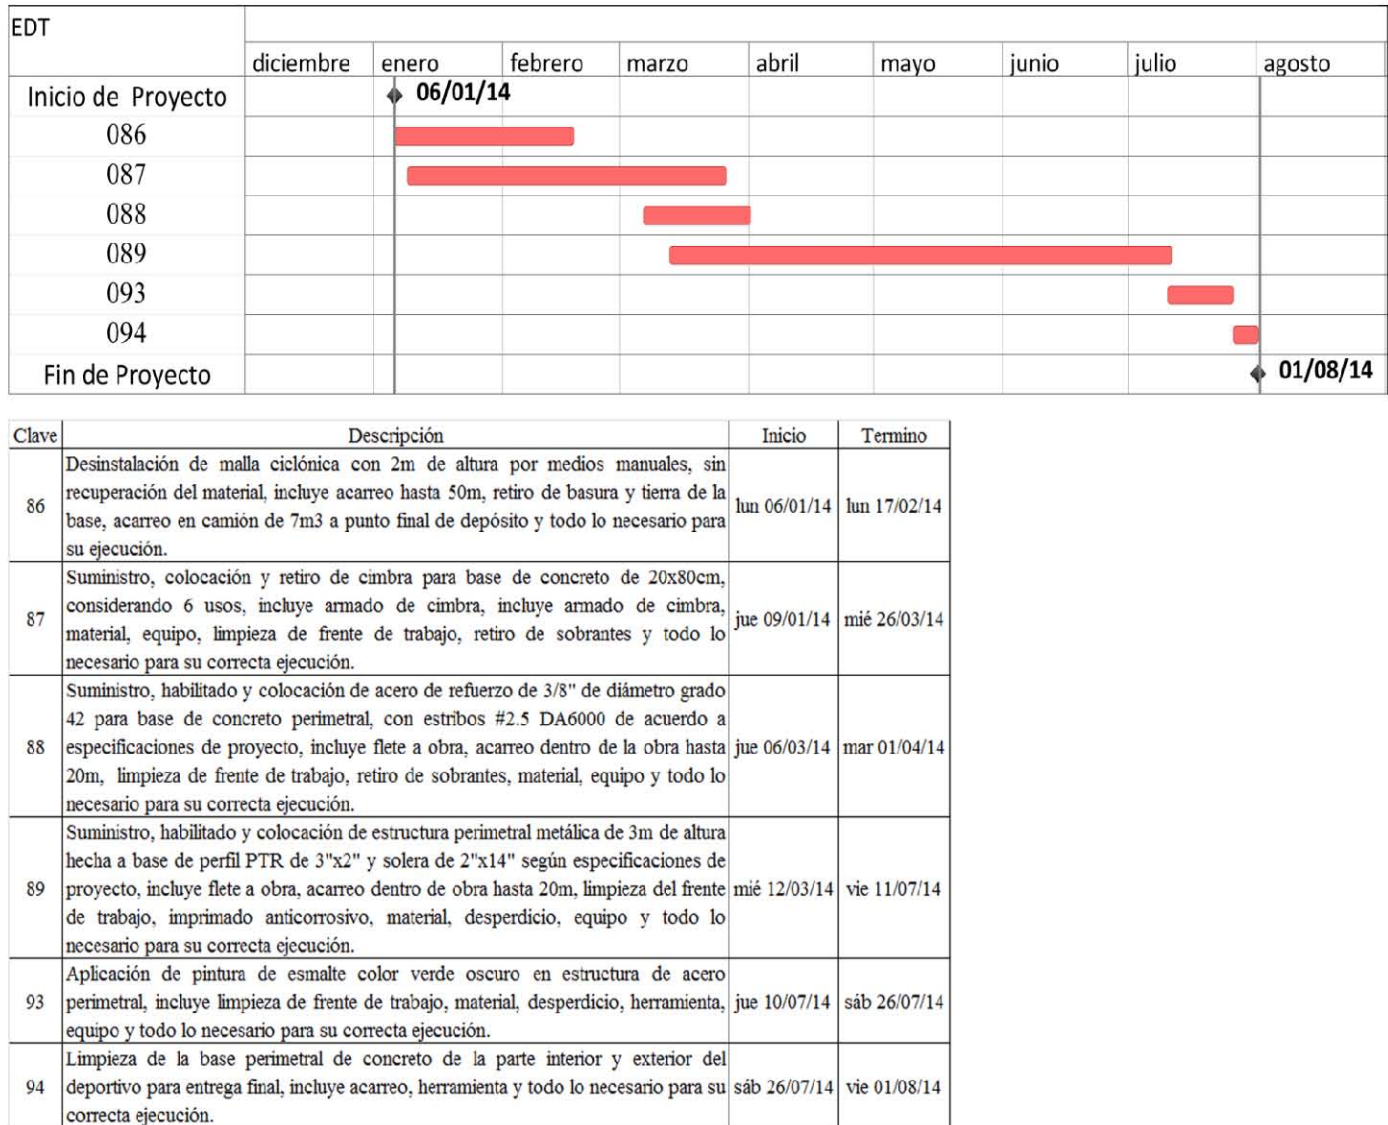 EDT
diciembre enero febrero marzo abril mayo junio julio agosto
Inicio de Proyecto 06/01/14
086
087
088
089
093
094
Fin de Proyecto 01/08/14
Clave Descripción Inicio Termino
Desinstalación de malla ciclónica con 2m de altura por medios manuales, sin
recuperación del material, incluye acarreo hasta 50m, retiro de basura y tierra de la
86 lun 06/01/14 lun 17/02/14
base, acarreo en camión de 7m3 a punto final de depósito y todo lo necesario para
su ejecución.
Suministro, colocación y retiro de cimbra para base de concreto de 20x80cm,
considerando 6 usos, incluye armado de cimbra, incluye armado de cimbra,
87 jue 09/01/14 mié 26/03/14
material, equipo, limpieza de frente de trabajo, retiro de sobrantes y todo lo
necesario para su correcta ejecución.
Suministro, habilitado y colocación de acero de refuerzo de 3/8" de diámetro grado
42 para base de concreto perimetral, con estribos #2.5 DA6000 de acuerdo a
88 especificaciones de proyecto, incluye flete a obra, acarreo dentro de la obra hasta jue 06/03/14 mar 01/04/14
20m, limpieza de frente de trabajo, retiro de sobrantes, material, equipo y todo lo
necesario para su correcta ejecución.
Suministro, habilitado y colocación de estructura perimetral metálica de 3m de altura
hecha a base de perfil PTR de 3"x2" y solera de 2"x14" según especificaciones de
89 proyecto, incluye flete a obra, acarreo dentro de obra hasta 20m, limpieza del frente mié 12/03/14 vie 11/07/14
de trabajo, imprimado anticorrosivo, material, desperdicio, equipo y todo lo
necesario para su correcta ejecución.
Aplicación de pintura de esmalte color verde oscuro en estructura de acero
93 perimetral, incluye limpieza de frente de trabajo, material, desperdicio, herramienta, jue 10/07/14 sáb 26/07/14
equipo y todo lo necesario para su correcta ejecución.
Limpieza de la base perimetral de concreto de la parte interior y exterior del
94 deportivo para entrega final, incluye acarreo, herramienta y todo lo necesario para su sáb 26/07/14 vie 01/08/14
correcta ejecución.